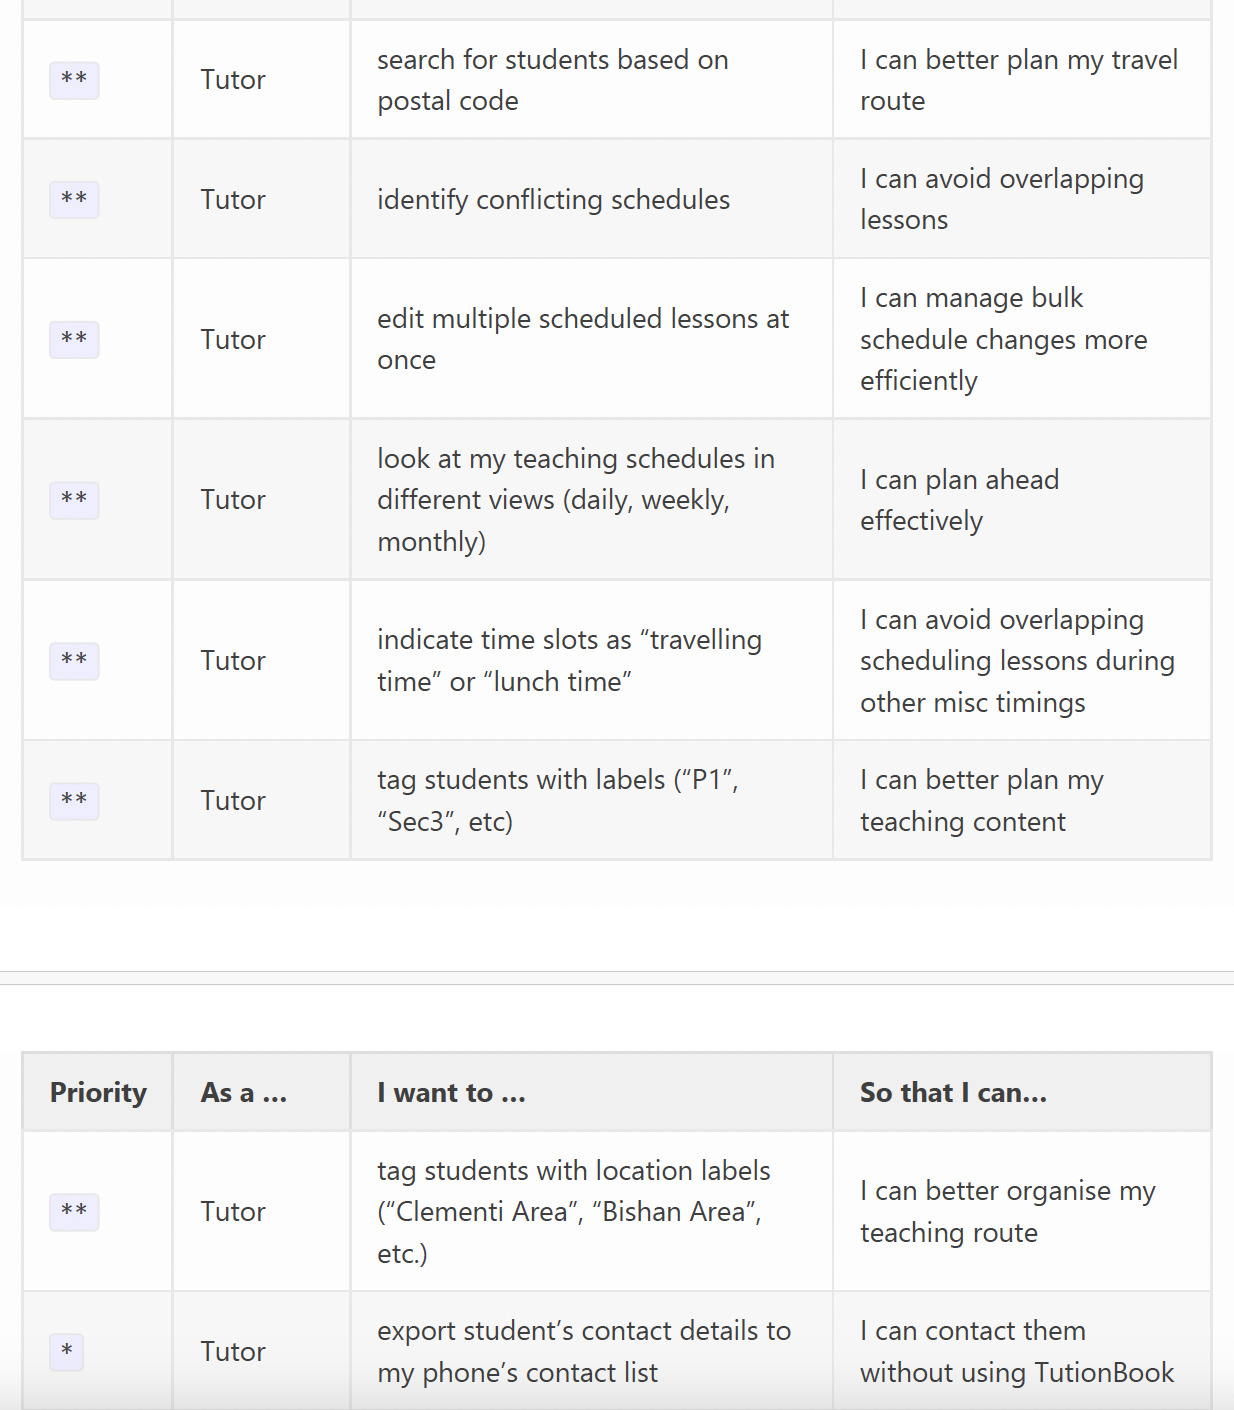 ** Tutor search for students based on I can better plan my travel
postal code route
** Tutor identify conflicting schedules I can avoid overlapping
lessons
** Tutor edit multiple scheduled lessons at I can manage bulk
once schedule changes more
efficiently
** Tutor look at my teaching schedules in I can plan ahead
different views (daily, weekly, effectively
monthly)
** Tutor indicate time slots as “travelling I can avoid overlapping
time” or “lunch time” scheduling lessons during
other misc timings
** Tutor tag students with labels (“P1”, I can better plan my
“Sec3”, etc) teaching content
Priority As a … I want to … So that I can…
** Tutor tag students with location labels I can better organise my
(“Clementi Area”, “Bishan Area”, teaching route
etc.)
* Tutor export student’s contact details to I can contact them
my phone’s contact list without using TutionBook